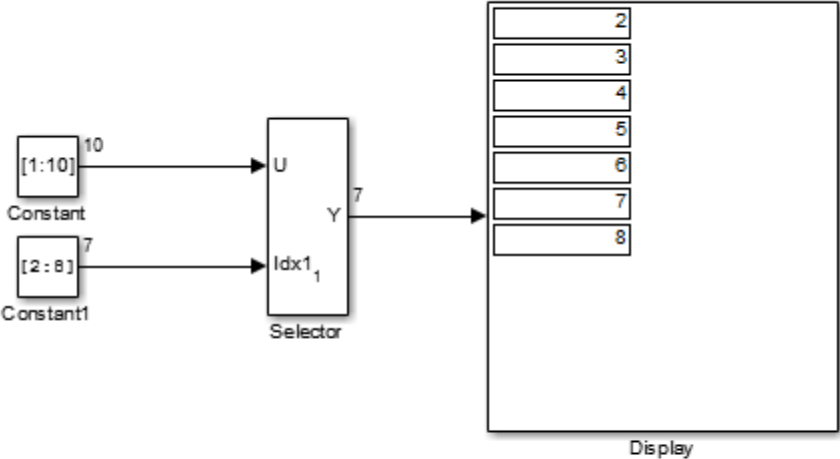 10
[1:10]
Constant
7
[2:8]
Constant1
U
Y
Idx1
1
Selector
7
2
3
4
5
6
7
8
Display